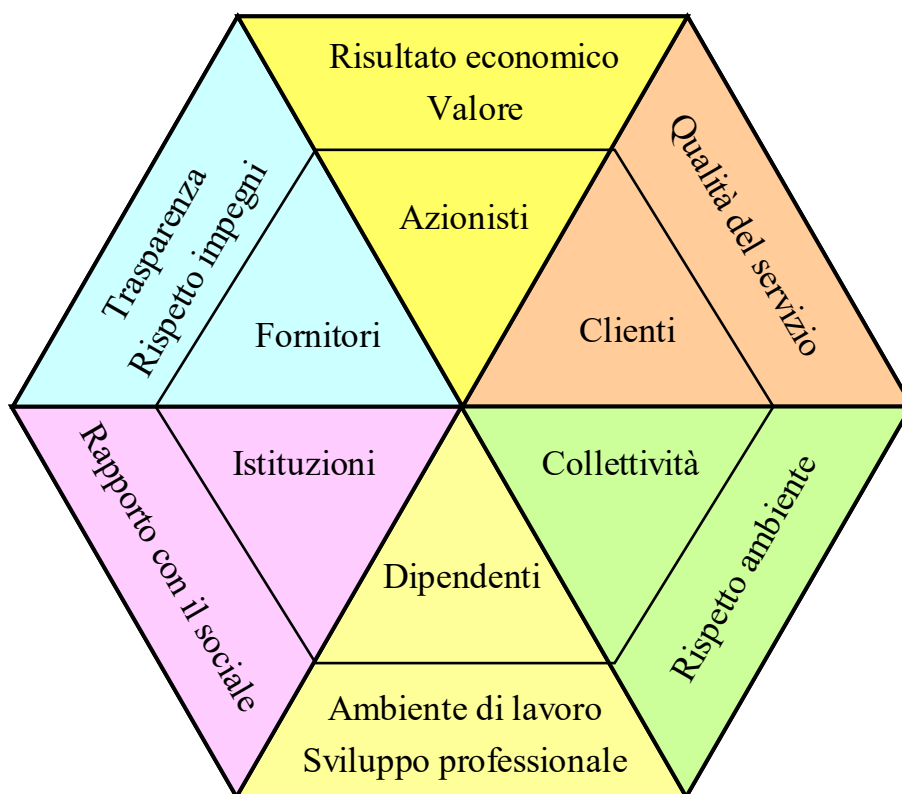 Risultato economico
Valore
Azionisti
Qualità del servizio
Clienti
Trasparenza
Rispetto impegni
Fornitori
Istituzioni
Rapporto con il sociale
Collettività
Rispetto ambiente
Dipendenti
Ambiente di lavoro
Sviluppo professionale